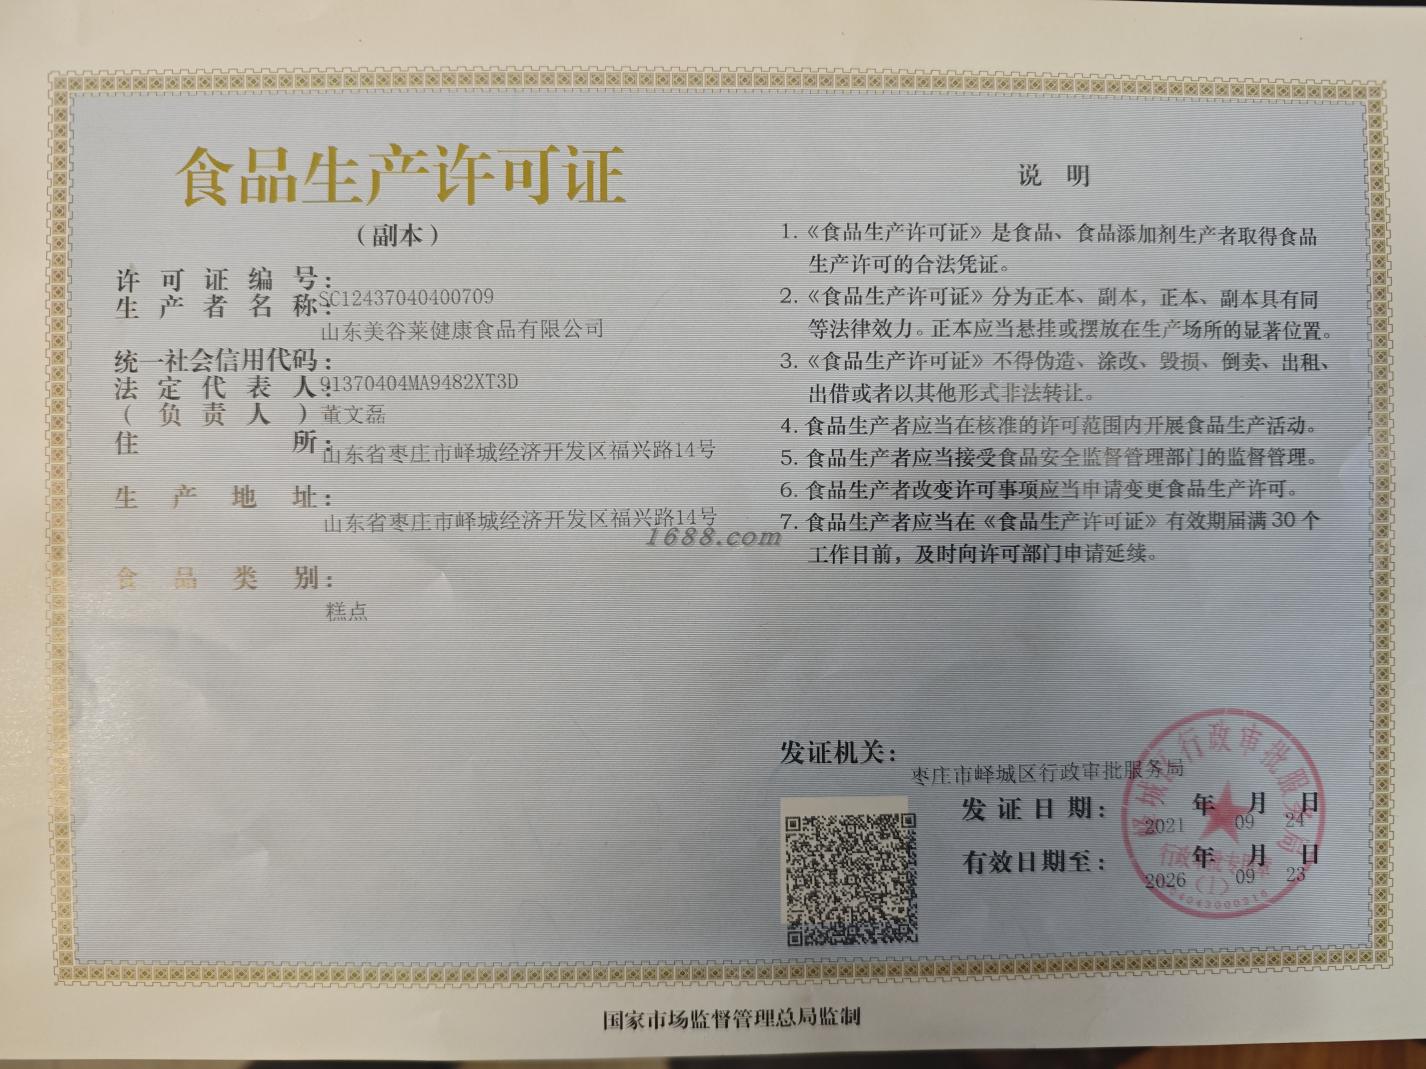 食品生产许可证
（副本）
许可证编号：
SC12437040400709
生产者名称：
山东美谷莱健康食品有限公司
统一社会信用代码：
91370404MA9482XT3D
法定代表人：
（负责人）
董文磊
住所：
山东省枣庄市峄城经济开发区福兴路14号
生产地址：
山东省枣庄市峄城经济开发区福兴路14号
食品类别：
糕点
1688.com
说 明
1.《食品生产许可证》是食品、食品添加剂生产者取得食品
生产许可的合法凭证。
2.《食品生产许可证》分为正本、副本，正本、副本具有同
等法律效力。正本应当悬挂或摆放在生产场所的显著位置。
3.《食品生产许可证》不得伪造、涂改、毁损、倒卖、出租、
出借或者以其他形式非法转让。
4. 食品生产者应当在核准的许可范围内开展食品生产活动。
5. 食品生产者应当接受食品安全监督管理部门的监督管理。
6. 食品生产者改变许可事项应当申请变更食品生产许可。
7. 食品生产者应当在《食品生产许可证》有效期届满30个
工作日前，及时向许可部门申请延续。
发证机关：
枣庄市峄城区行政审批服务局
发证日期：
2021年09月24日
有效日期至：
2026年09月23日
峄城区行政审批服务局
（1）
国家市场监督管理总局监制